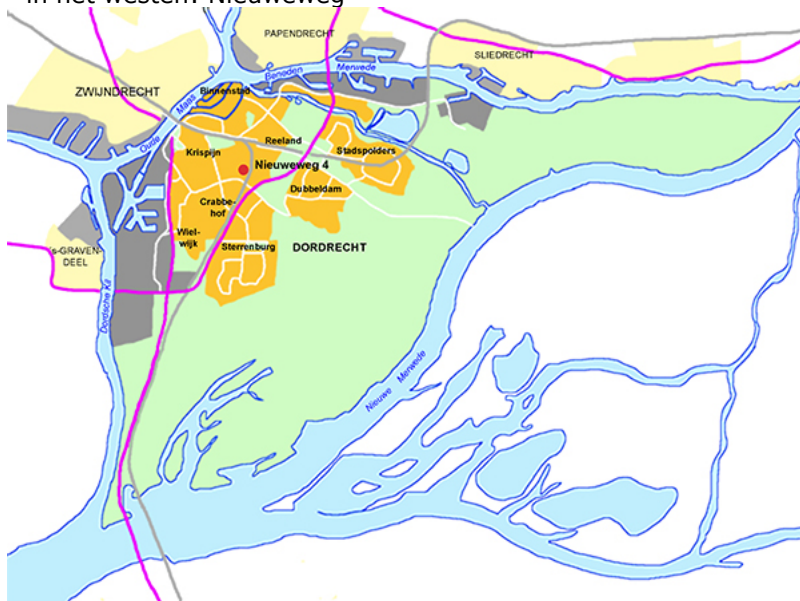 in het westen: Nieuweweg
PAPENDRECHT
SLIEDRECHT
ZWIJNDRECHT
Beneden Merwede
Binnenstad
Oude Maas
Reeland
Krispijn
Stadspolders
Nieuweweg 4
Dubbeldam
Crabbe-
hof
Wiel-
wijk
Sterrenburg
DORDRECHT
's-GRAVEN-
DEEL
Dordsche Kil
Nieuwe Merwede